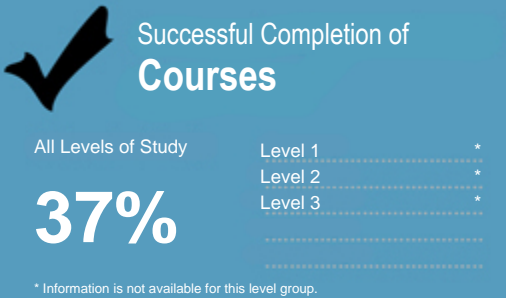 Successful Completion of
Courses
All Levels of Study
37%
Level 1 *
Level 2 *
Level 3 *
* Information is not available for this level group.